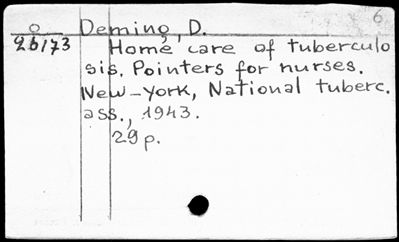 6
O Deming, D.
26173 Home care of tuberculo
sis. Pointers for nurses.
New-York, National tuberc.
ass., 1943.
29 p.